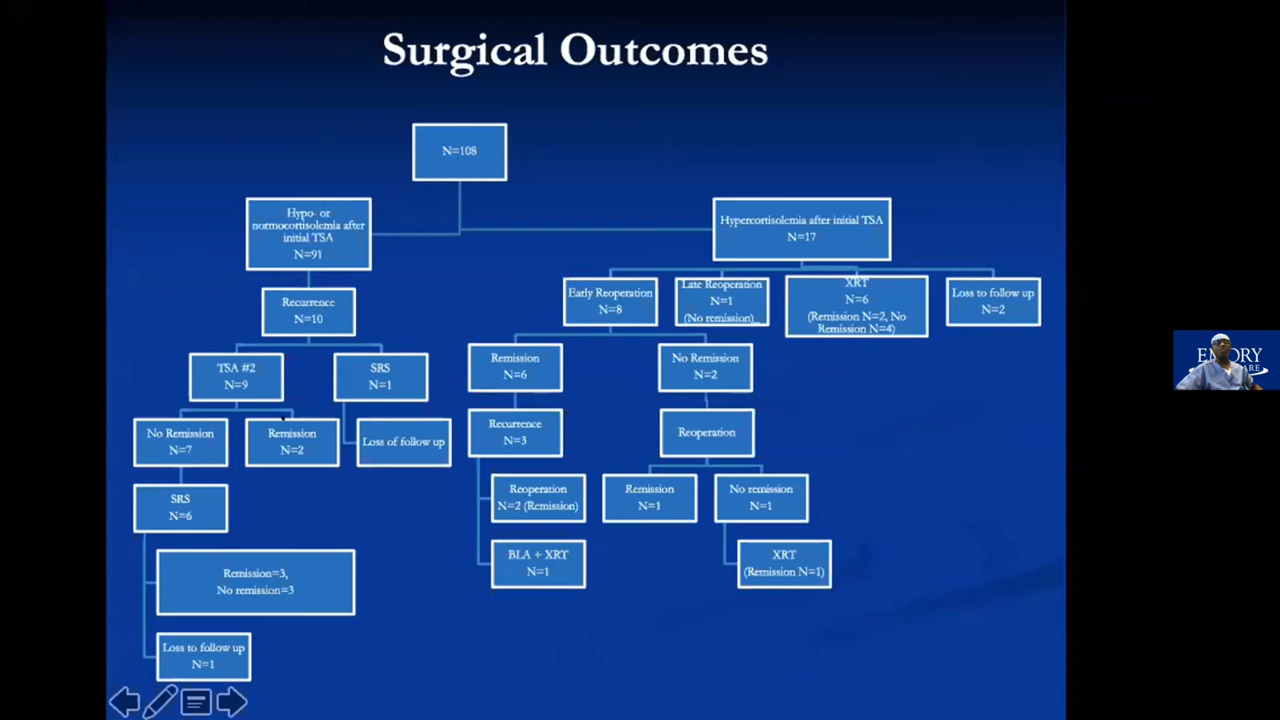 Surgical Outcomes
N=108
Hypo- or
normocortisolemia after
initial TSA
N=91
Hypercortisolemia after initial TSA
N=17
Recurrence
N=10
Early Reoperation
N=8
Late Reoperation
N=1
(No remission)_
XRT
N=6
(Remission N=2, No
Remission N=4)
Loss to follow up
N=2
TSA #2
N=9
SRS
N=1
Remission
N=6
No Remission
N=2
No Remission
N=7
Remission
N=2
Loss of follow up
Recurrence
N=3
Reoperation
SRS
N=6
Reoperation
N=2 (Remission)
Remission
N=1
No remission
N=1
Remission=3,
No remission=3
BLA + XRT
N=1
XRT
(Remission N=1)
Loss to follow up
N=1